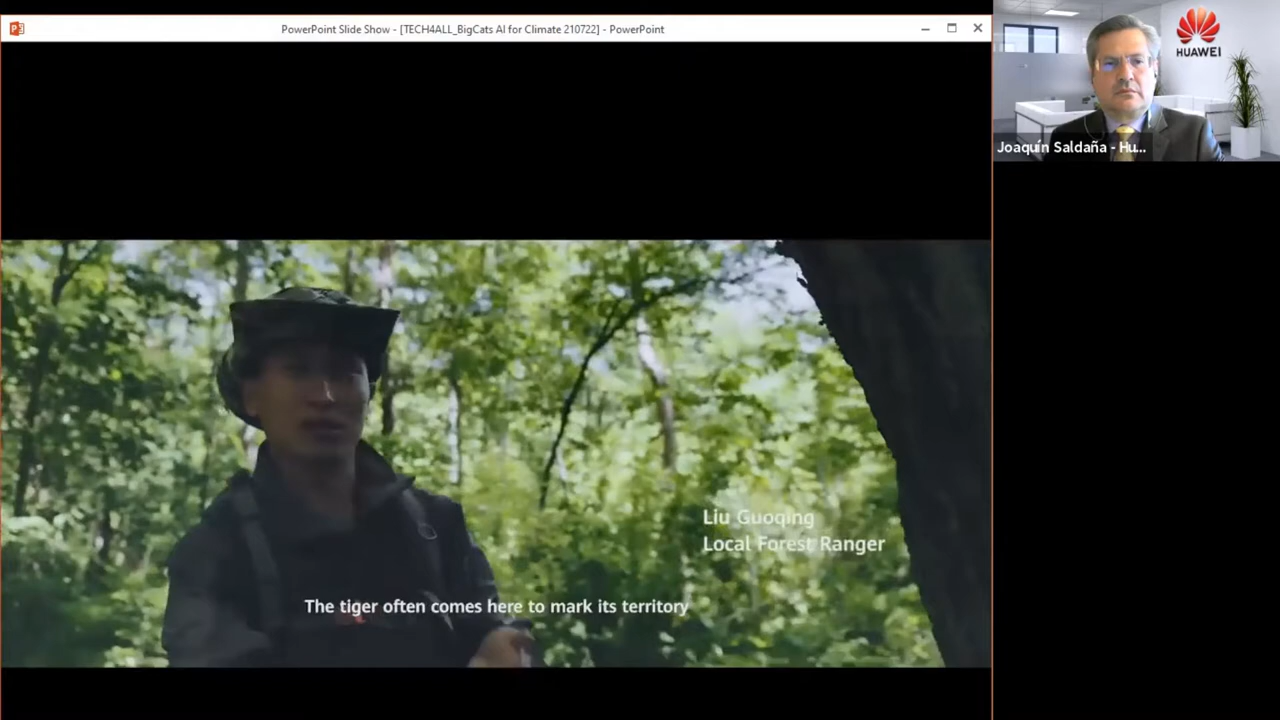 PowerPoint Slide Show - [TECH4ALL_BigCats AI for Climate 210722] - PowerPoint
HUAWEI
Joaquín Saldaña - Hu...
Liu Guoqing
Local Forest Ranger
The tiger often comes here to mark its territory